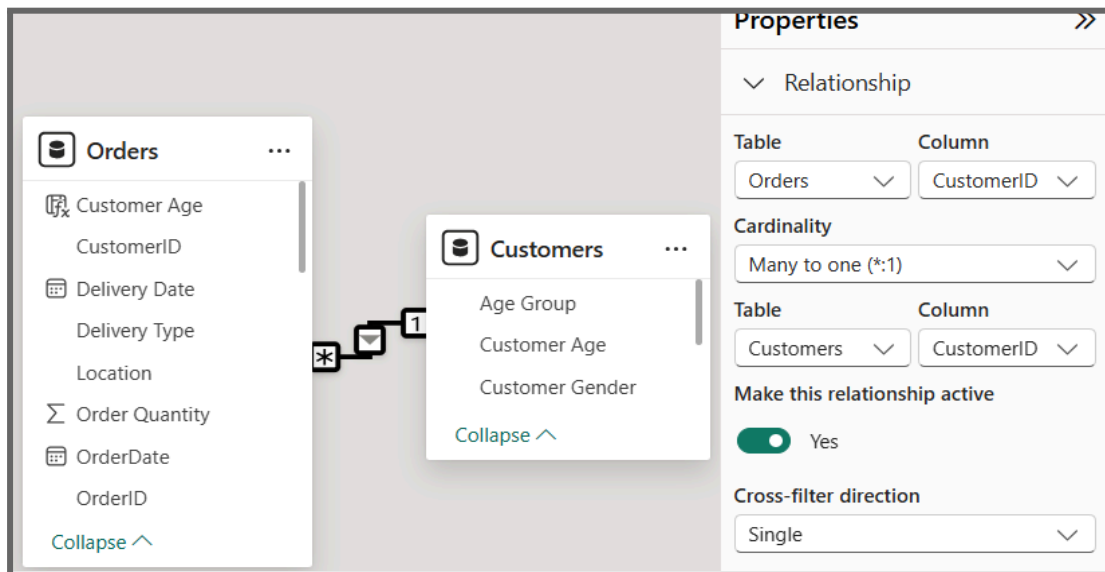 Properties
Relationship
Orders
Customer Age
CustomerID
Delivery Date
Delivery Type
Location
Order Quantity
OrderDate
OrderID
Collapse
*
1
Customers
Age Group
Customer Age
Customer Gender
Collapse
Table Column
Orders CustomerID
Cardinality
Many to one (*:1)
Table Column
Customers CustomerID
Make this relationship active
Yes
Cross-filter direction
Single